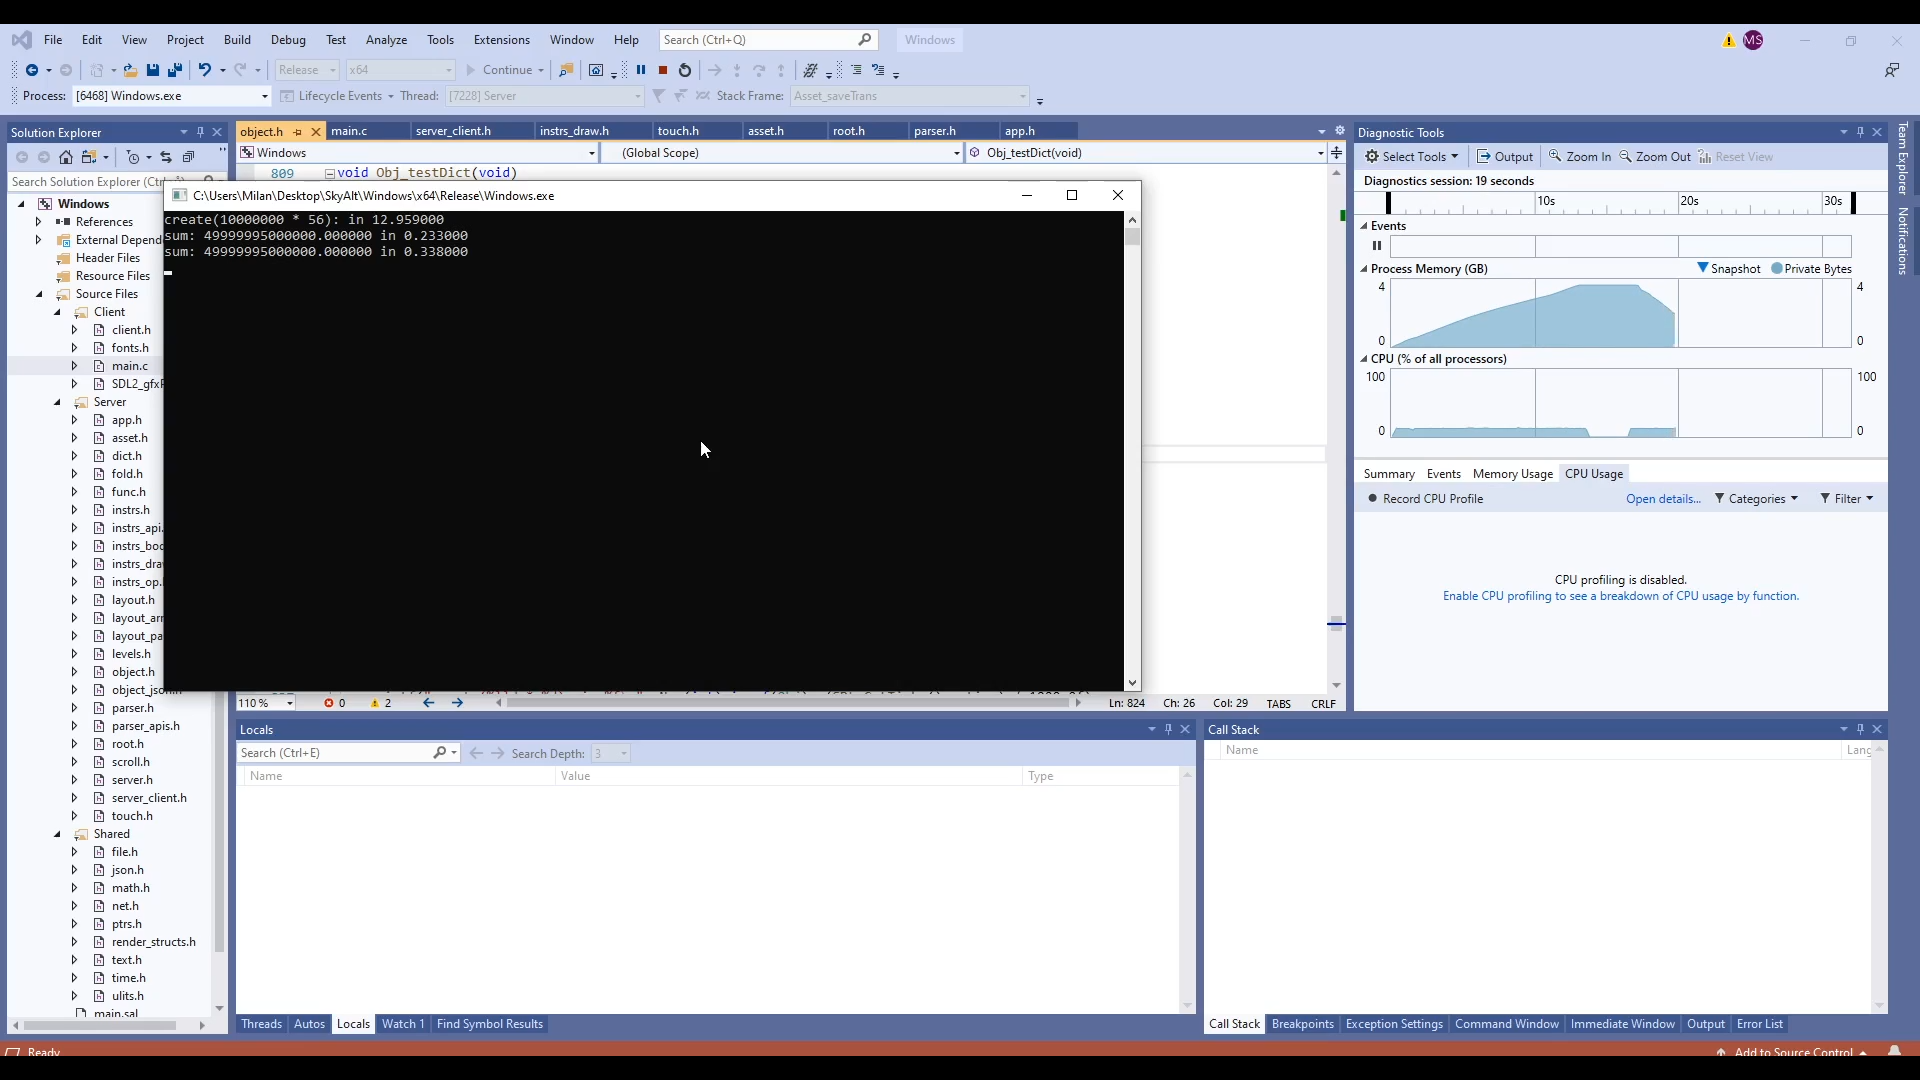 File Edit View Project Build Debug Test Analyze Tools Extensions Window Help Search (Ctrl+Q) Windows MS
Release x64 Continue
Process: [6468] Windows.exe Lifecycle Events Thread: [7228] Server Stack Frame: Asset_saveTrans
Solution Explorer
Search Solution Explorer (Ctr
Windows
References
External Depend
Header Files
Resource Files
Source Files
Client
client.h
fonts.h
main.c
SDL2_gfxP
Server
app.h
asset.h
dict.h
fold.h
func.h
instrs.h
instrs_api.
instrs_boo
instrs_dra
instrs_op.
layout.h
layout_arr
layout_pa
levels.h
object.h
object_json.h
parser.h
parser_apis.h
root.h
scroll.h
server.h
server_client.h
touch.h
Shared
file.h
json.h
math.h
net.h
ptrs.h
render_structs.h
text.h
time.h
ulits.h
main.sal
object.h main.c server_client.h instrs_draw.h touch.h asset.h root.h parser.h app.h
Windows (Global Scope) Obj_testDict(void)
809 void Obj_testDict(void)
C:\Users\Milan\Desktop\SkyAlt\Windows\x64\Release\Windows.exe
create(10000000 * 56): in 12.959000
sum: 49999995000000.000000 in 0.233000
sum: 49999995000000.000000 in 0.338000
110 % 0 2 Ln: 824 Ch: 26 Col: 29 TABS CRLF
Locals
Search (Ctrl+E) Search Depth: 3
Name Value Type
Threads Autos Locals Watch 1 Find Symbol Results
Call Stack
Name Lang
Call Stack Breakpoints Exception Settings Command Window Immediate Window Output Error List
Diagnostic Tools
Select Tools Output Zoom In Zoom Out Reset View
Diagnostics session: 19 seconds
10s 20s 30s
Events
Process Memory (GB) Snapshot Private Bytes
4 4
0 0
CPU (% of all processors)
100 100
0 0
Summary Events Memory Usage CPU Usage
Record CPU Profile Open details... Categories Filter
CPU profiling is disabled.
Enable CPU profiling to see a breakdown of CPU usage by function.
Team Explorer
Notifications
Ready Add to Source Control